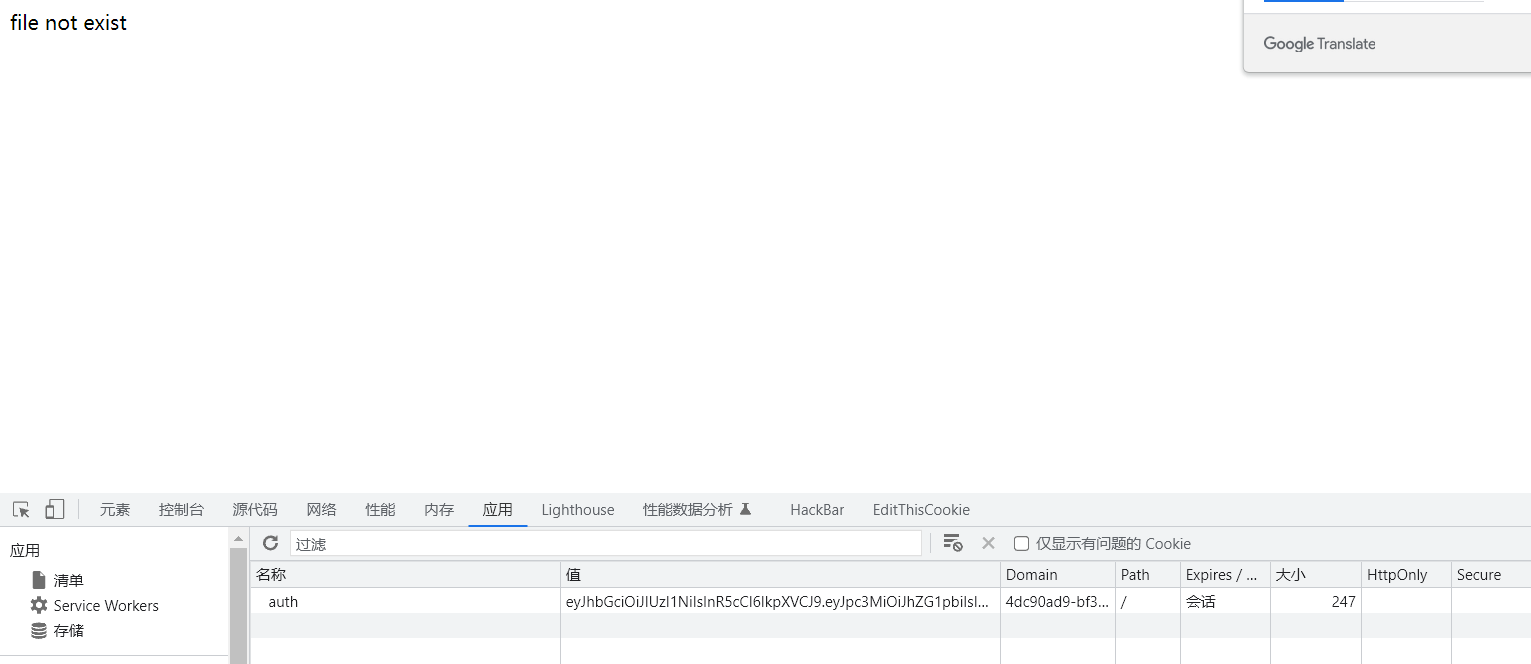 file not exist
Google Translate
元素 控制台 源代码 网络 性能 内存 应用 Lighthouse 性能数据分析 HackBar EditThisCookie
应用
过滤
仅显示有问题的 Cookie
名称 值 Domain Path Expires / ... 大小 HttpOnly Secure
清单
auth eyJhbGciOiJIUzI1NiIsInR5cCI6IkpXVCJ9.eyJpc3MiOiJhZG1pbiIsI... 4dc90ad9-bf3... / 会话 247
Service Workers
存储